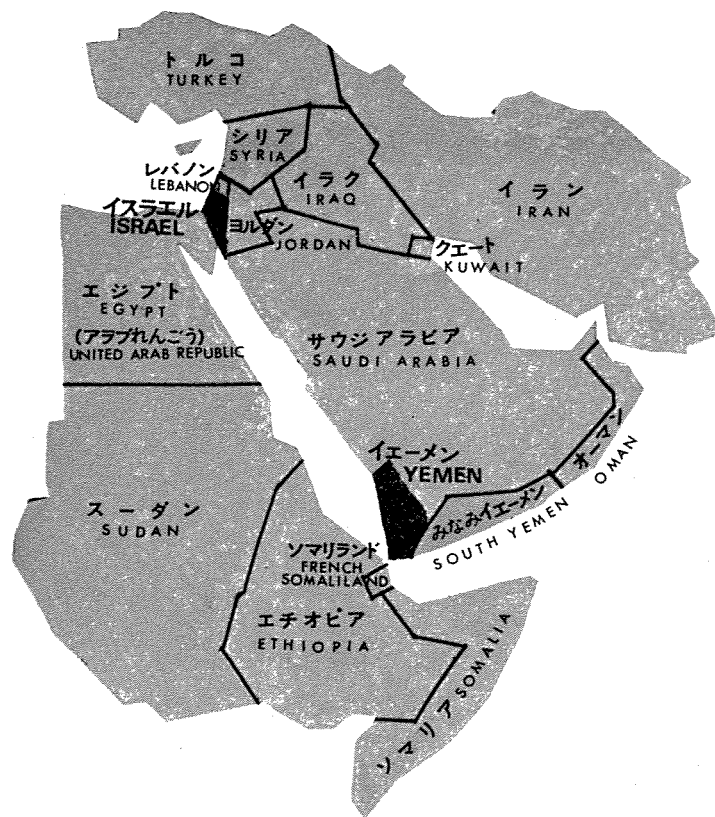 トルコ
TURKEY
シリア
SYRIA
レバノン
LEBANON
イスラエル
ISRAEL
ヨルダン
JORDAN
イラク
IRAQ
イラン
IRAN
クエート
KUWAIT
エジプト
EGYPT
(アラブれんごう)
UNITED ARAB REPUBLIC
サウジアラビア
SAUDI ARABIA
イエーメン
YEMEN
オーマン
OMAN
みなみイエーメン
SOUTH YEMEN
スーダン
SUDAN
ソマリランド
FRENCH
SOMALILAND
エチオピア
ETHIOPIA
ソマリア
SOMALIA